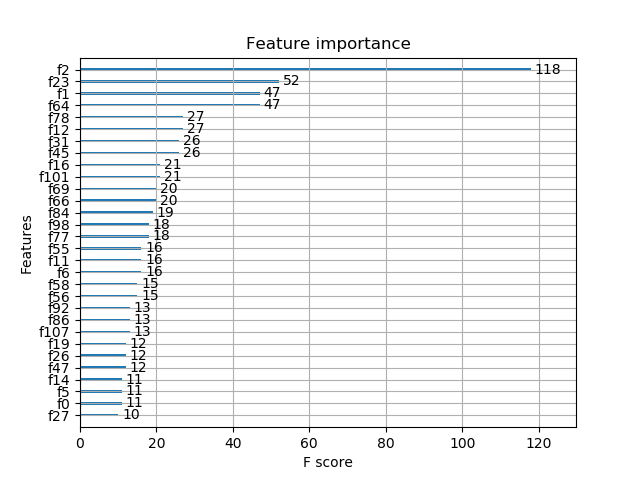 Feature importance
f2 118
f23 52
f1 47
f64 47
f78 27
f12 27
f31 26
f45 26
f16 21
f101 21
f69 20
f66 20
f84 19
f98 18
f77 18
f55 16
f11 16
f6 16
f58 15
f56 15
f92 13
f86 13
f107 13
f19 12
f26 12
f47 12
f14 11
f5 11
f0 11
f27 10
Features
0 20 40 60 80 100 120
F score